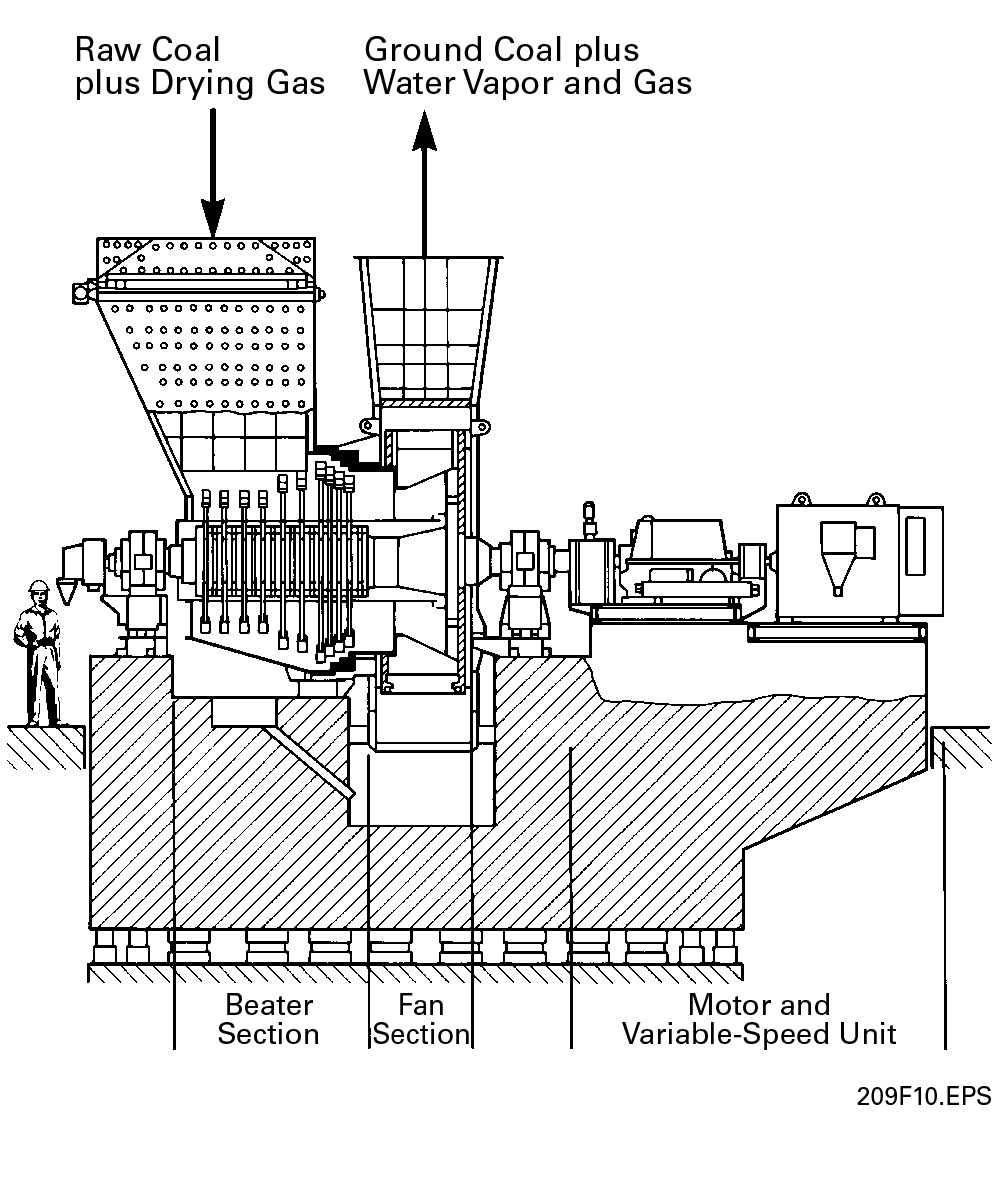 Raw Coal
plus Drying Gas
Ground Coal plus
Water Vapor and Gas
Beater
Section
Fan
Section
Motor and
Variable-Speed Unit
209F10.EPS